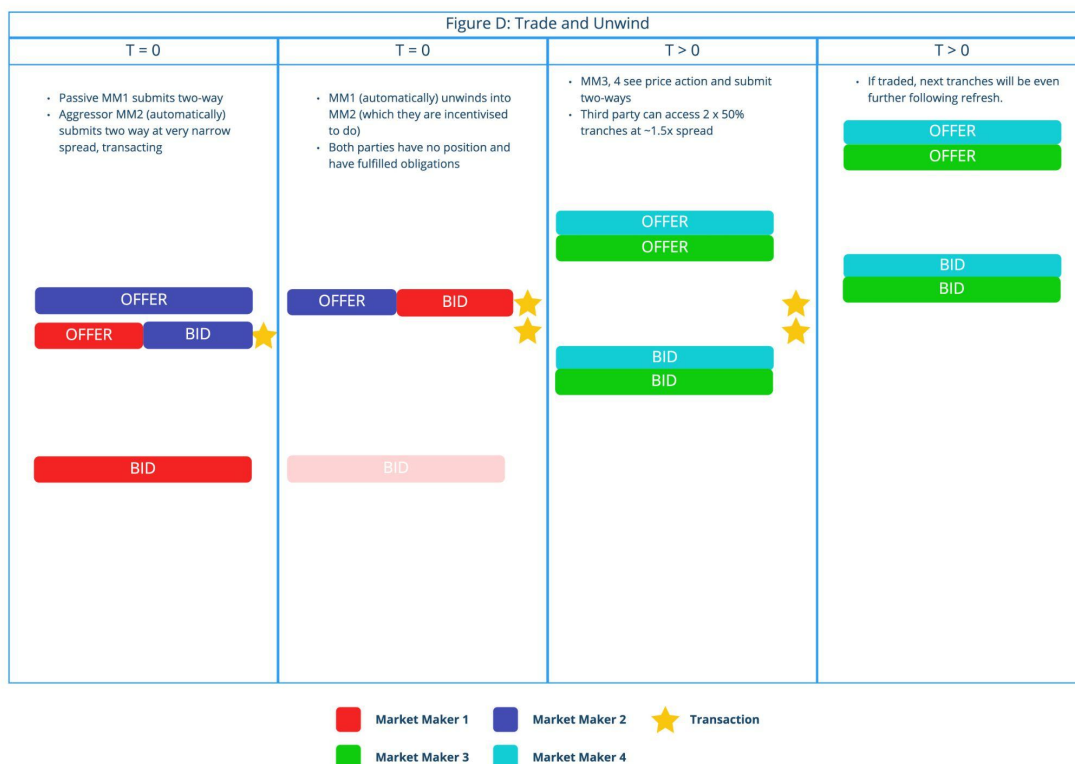 Figure D: Trade and Unwind
T = 0
T = 0
T > 0
T > 0
• Passive MM1 submits two-way
• Aggressor MM2 (automatically)
submits two way at very narrow
spread, transacting
OFFER
OFFER
BID
BID
• MM1 (automatically) unwinds into
MM2 (which they are incentivised
to do)
• Both parties have no position and
have fulfilled obligations
OFFER
BID
BID
• MM3, 4 see price action and submit
two-ways
• Third party can access 2 x 50%
tranches at ~1.5x spread
OFFER
OFFER
BID
BID
• If traded, next tranches will be even
further following refresh.
OFFER
OFFER
BID
BID
Market Maker 1
Market Maker 2
Transaction
Market Maker 3
Market Maker 4